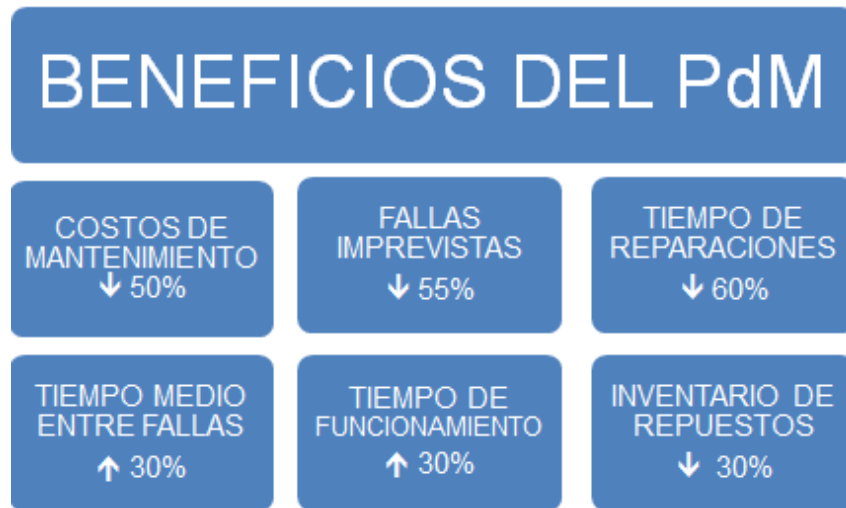 BENEFICIOS DEL PdM
COSTOS DE
MANTENIMIENTO
↓ 50%
FALLAS
IMPREVISTAS
↓ 55%
TIEMPO DE
REPARACIONES
↓ 60%
TIEMPO MEDIO
ENTRE FALLAS
↑ 30%
TIEMPO DE
FUNCIONAMIENTO
↑ 30%
INVENTARIO DE
REPUESTOS
↓ 30%